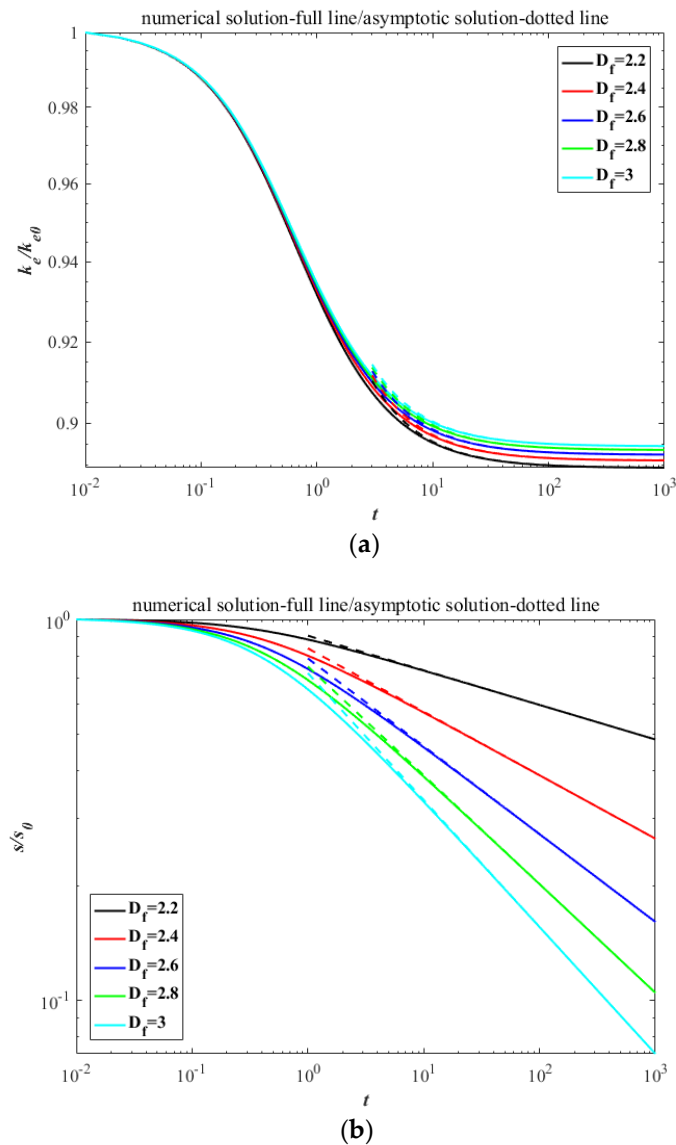 numerical solution-full line/asymptotic solution-dotted line
1
0.98
0.96
0.94
0.92
0.9
k_e/k_e0
D_f=2.2
D_f=2.4
D_f=2.6
D_f=2.8
D_f=3
10^-2
10^-1
10^0
10^1
10^2
10^3
t
(a)
numerical solution-full line/asymptotic solution-dotted line
10^0
10^-1
s/s_0
D_f=2.2
D_f=2.4
D_f=2.6
D_f=2.8
D_f=3
10^-2
10^-1
10^0
10^1
10^2
10^3
t
(b)